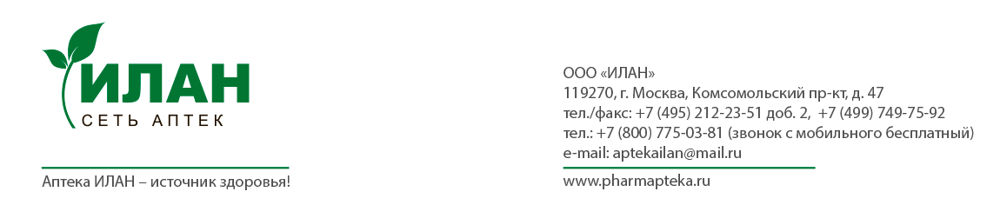 ИЛАН
СЕТЬ АПТЕК
Аптека ИЛАН – источник здоровья!
ООО «ИЛАН»
119270, г. Москва, Комсомольский пр-кт, д. 47
тел./факс: +7 (495) 212-23-51 доб. 2,  +7 (499) 749-75-92
тел.: +7 (800) 775-03-81 (звонок с мобильного бесплатный)
e-mail: aptekailan@mail.ru
www.pharmapteka.ru